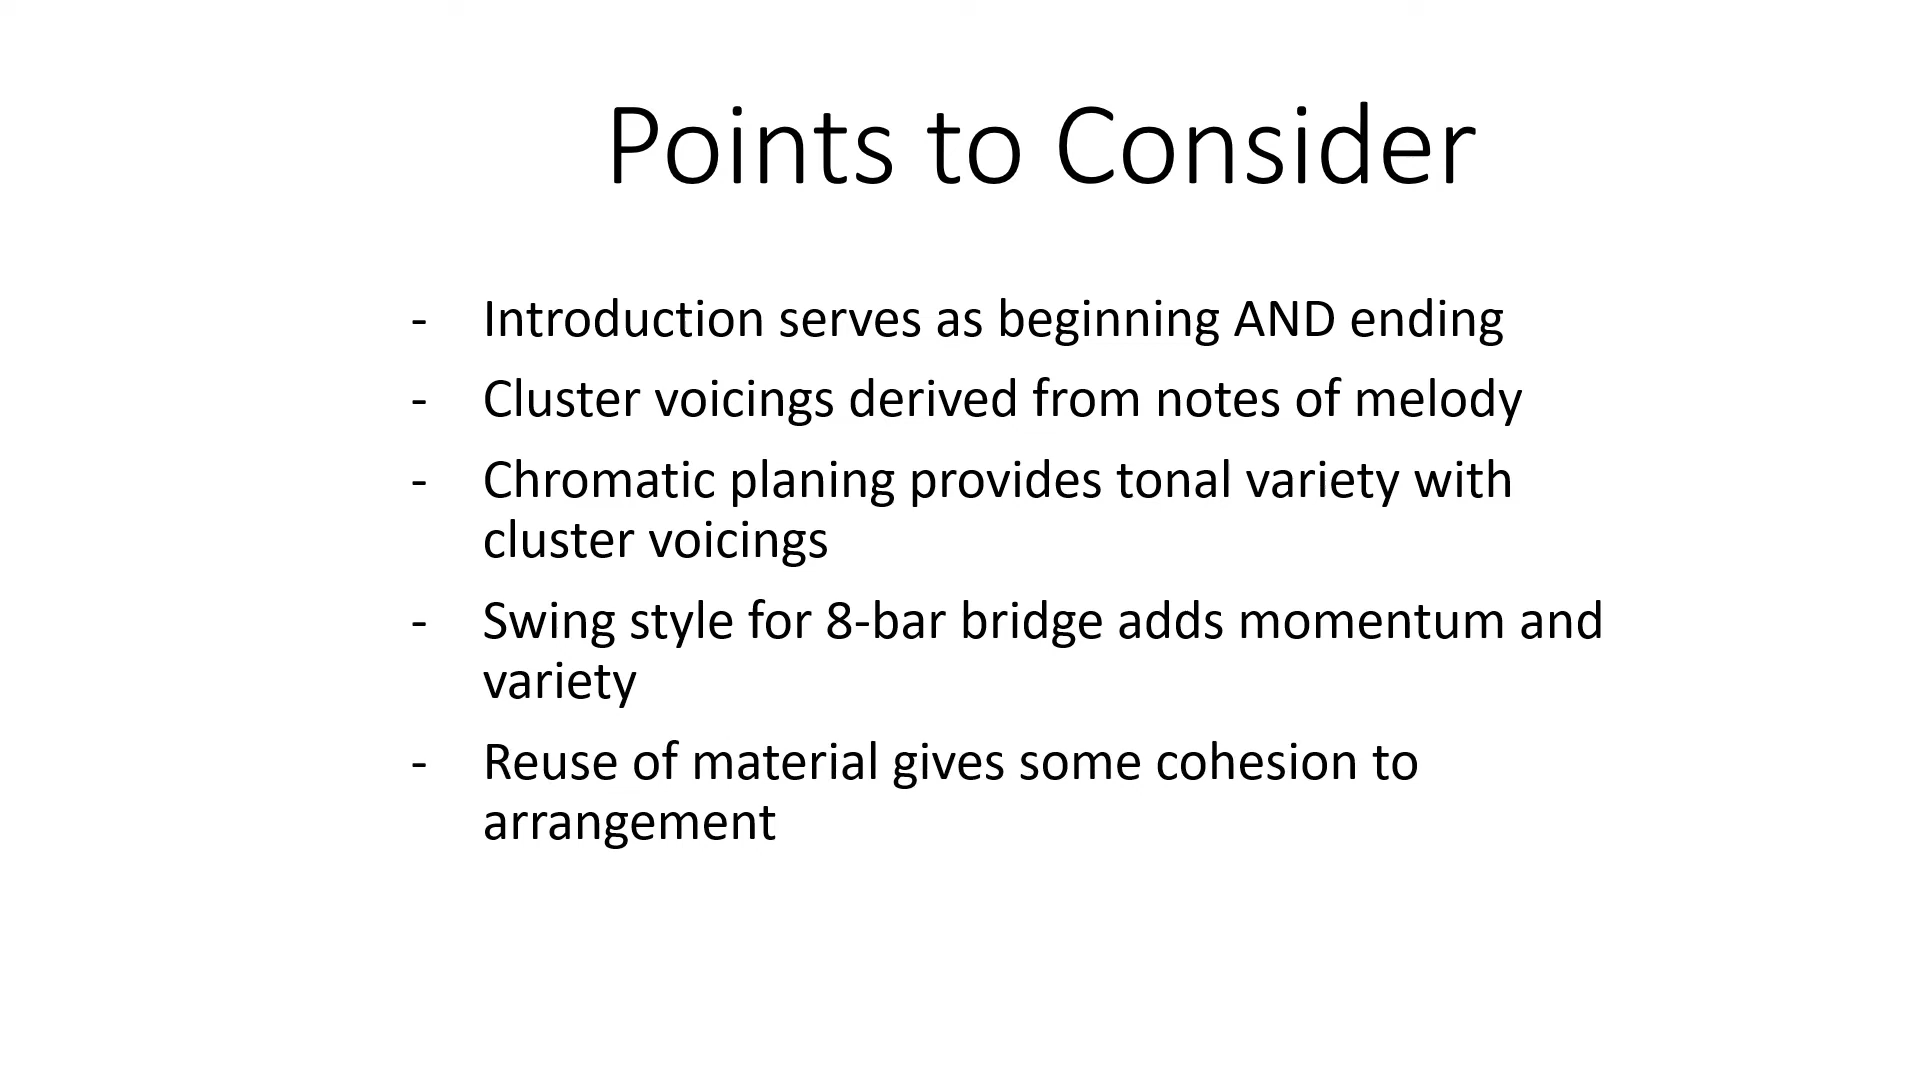 Points to Consider
- Introduction serves as beginning AND ending
- Cluster voicings derived from notes of melody
- Chromatic planing provides tonal variety with
cluster voicings
- Swing style for 8-bar bridge adds momentum and
variety
- Reuse of material gives some cohesion to
arrangement